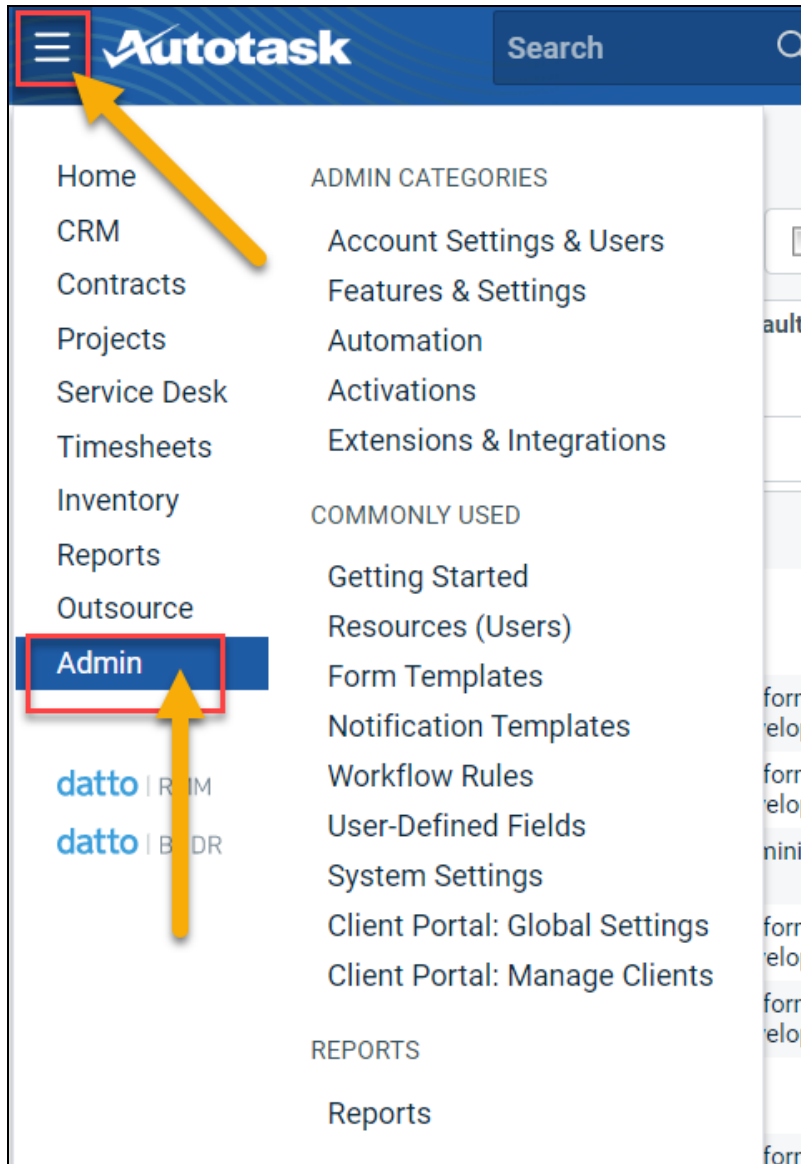 Autotask
Search
Home
CRM
Contracts
Projects
Service Desk
Timesheets
Inventory
Reports
Outsource
Admin
datto
datto
ADMIN CATEGORIES
Account Settings & Users
Features & Settings
Automation
Activations
Extensions & Integrations
COMMONLY USED
Getting Started
Resources (Users)
Form Templates
Notification Templates
Workflow Rules
User-Defined Fields
System Settings
Client Portal: Global Settings
Client Portal: Manage Clients
REPORTS
Reports